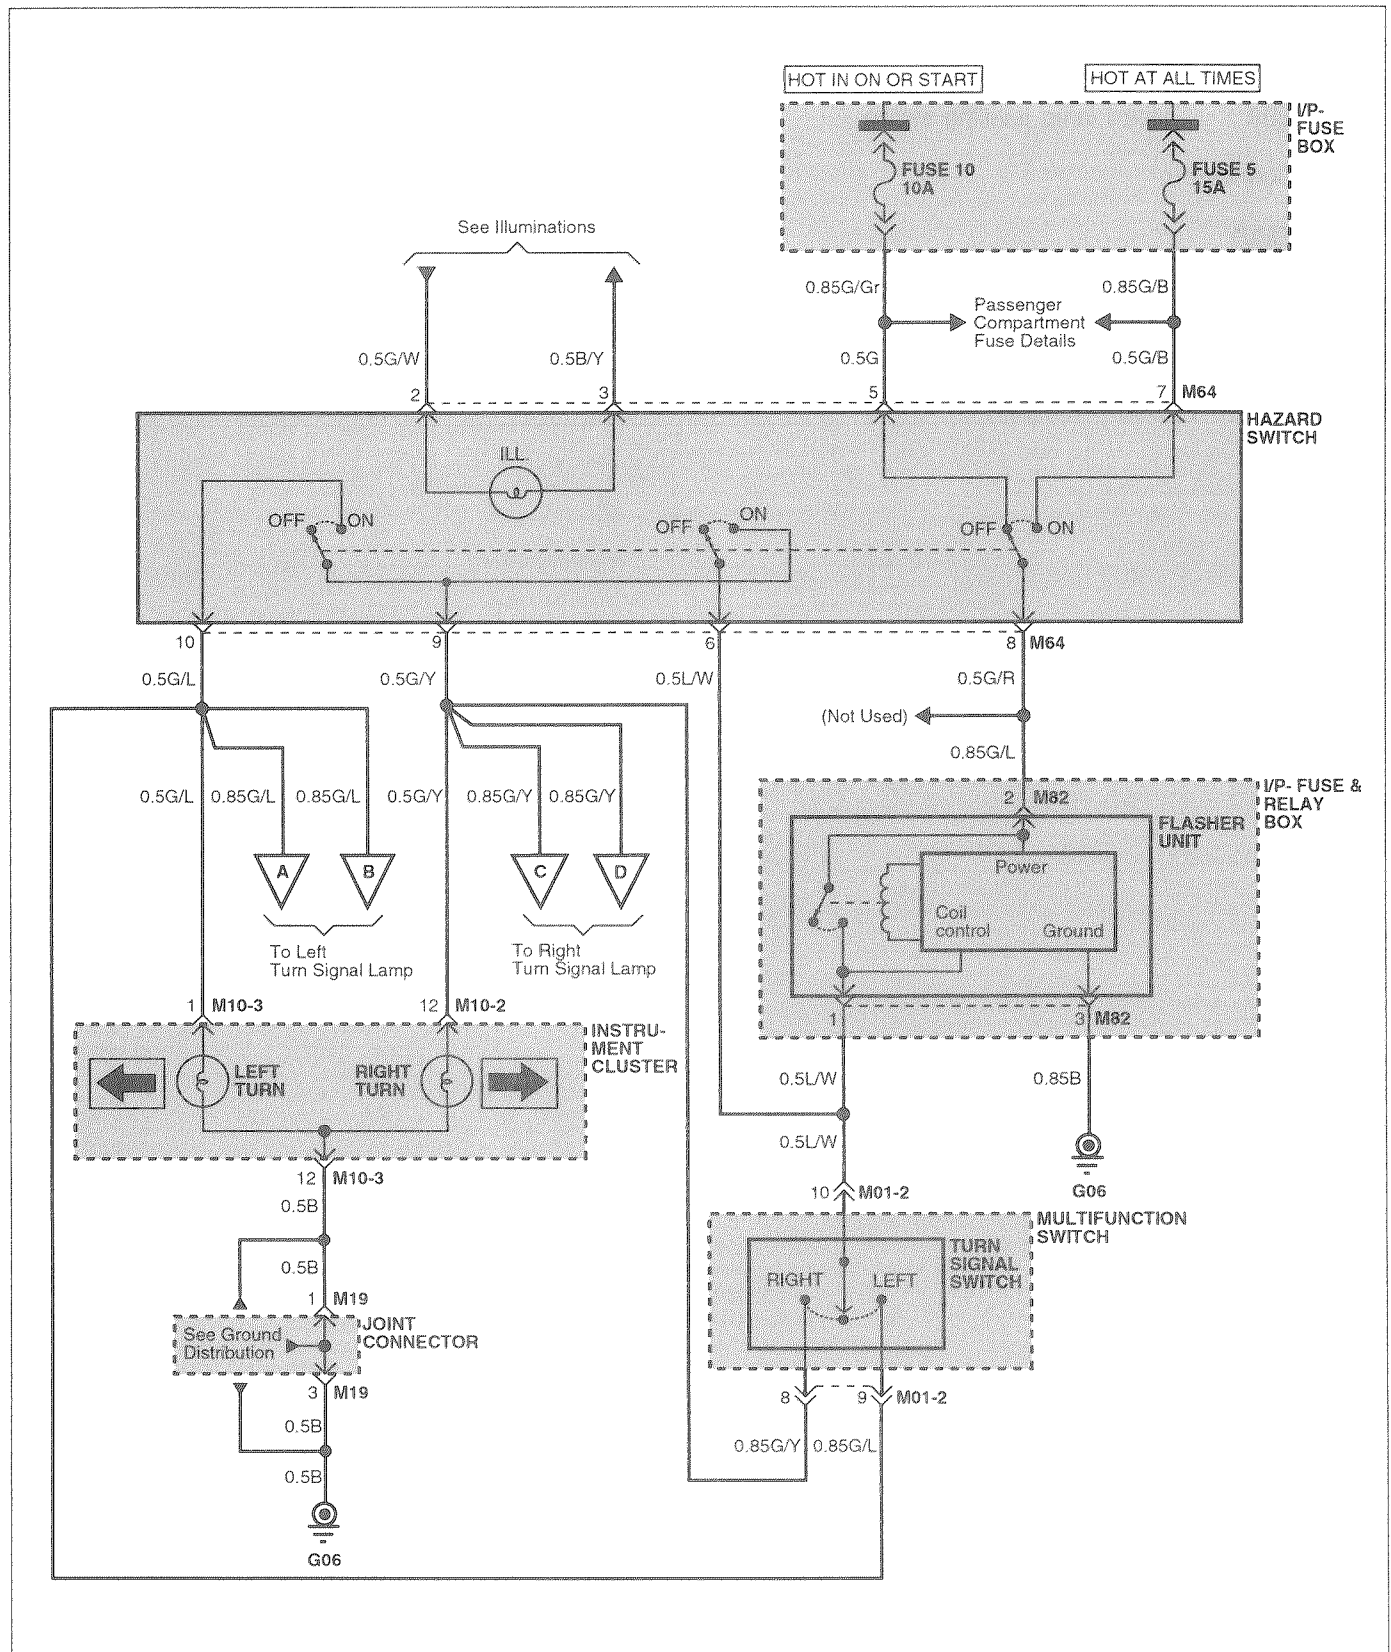 HOT IN ON OR START
HOT AT ALL TIMES
I/P-
FUSE
BOX
FUSE 10
10A
FUSE 5
15A
See Illuminations
0.85G/Gr
0.85G/B
Passenger
Compartment
Fuse Details
0.5G/W
0.5B/Y
0.5G
0.5G/B
2
3
5
7
M64
HAZARD
SWITCH
ILL.
OFF
ON
OFF
ON
OFF
ON
10
9
6
8
M64
0.5G/L
0.5G/Y
0.5L/W
0.5G/R
(Not Used)
0.85G/L
0.5G/L
0.85G/L
0.85G/L
0.5G/Y
0.85G/Y
0.85G/Y
2
M82
I/P- FUSE &
RELAY
BOX
FLASHER
UNIT
Power
Coil
control
Ground
A
B
C
D
To Left
Turn Signal Lamp
To Right
Turn Signal Lamp
1
M10-3
12
M10-2
1
3
M82
INSTRU-
MENT
CLUSTER
LEFT
TURN
RIGHT
TURN
0.5L/W
0.85B
0.5L/W
G06
12
M10-3
0.5B
10
M01-2
MULTIFUNCTION
SWITCH
TURN
SIGNAL
SWITCH
RIGHT
LEFT
0.5B
1
M19
JOINT
CONNECTOR
See Ground
Distribution
3
M19
8
9
M01-2
0.5B
0.85G/Y
0.85G/L
0.5B
G06